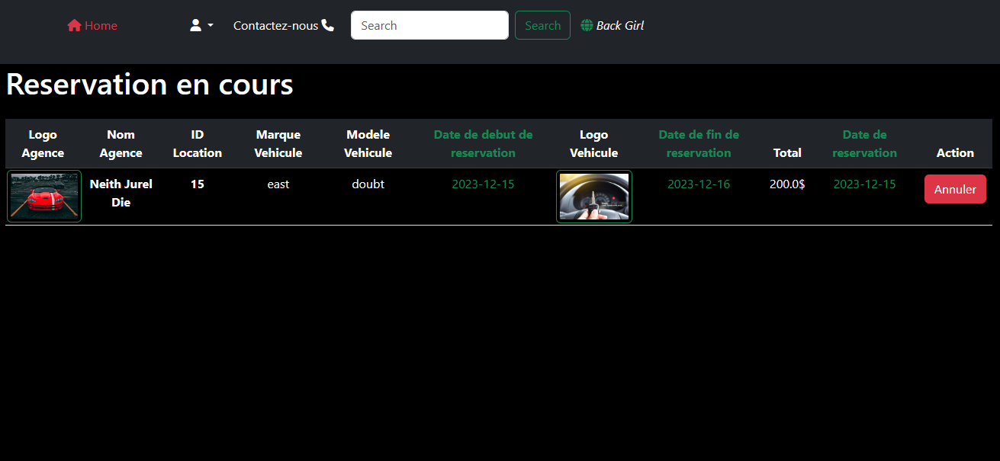 Home
Contactez-nous
Search
Search
Back Girl
Reservation en cours
Logo Agence
Nom Agence
ID Location
Marque Vehicule
Modele Vehicule
Date de debut de reservation
Logo Vehicule
Date de fin de reservation
Total
Date de reservation
Action
Neith Jurel Die
15
east
doubt
2023-12-15
2023-12-16
200.0$
2023-12-15
Annuler